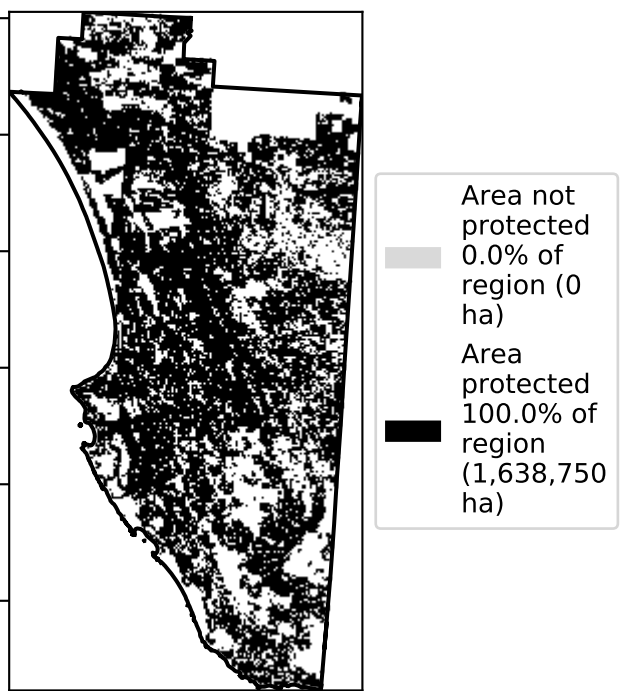 Area not
protected
0.0% of
region (0
ha)
Area
protected
100.0% of
region
(1,638,750
ha)